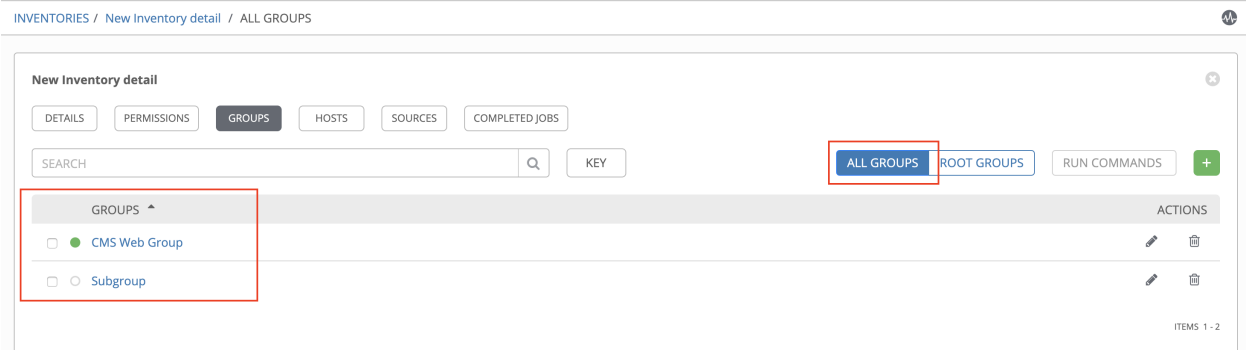 INVENTORIES / New Inventory detail / ALL GROUPS
New Inventory detail
DETAILS PERMISSIONS GROUPS HOSTS SOURCES COMPLETED JOBS
SEARCH KEY ALL GROUPS ROOT GROUPS RUN COMMANDS +
GROUPS ACTIONS
CMS Web Group
Subgroup
ITEMS 1 - 2